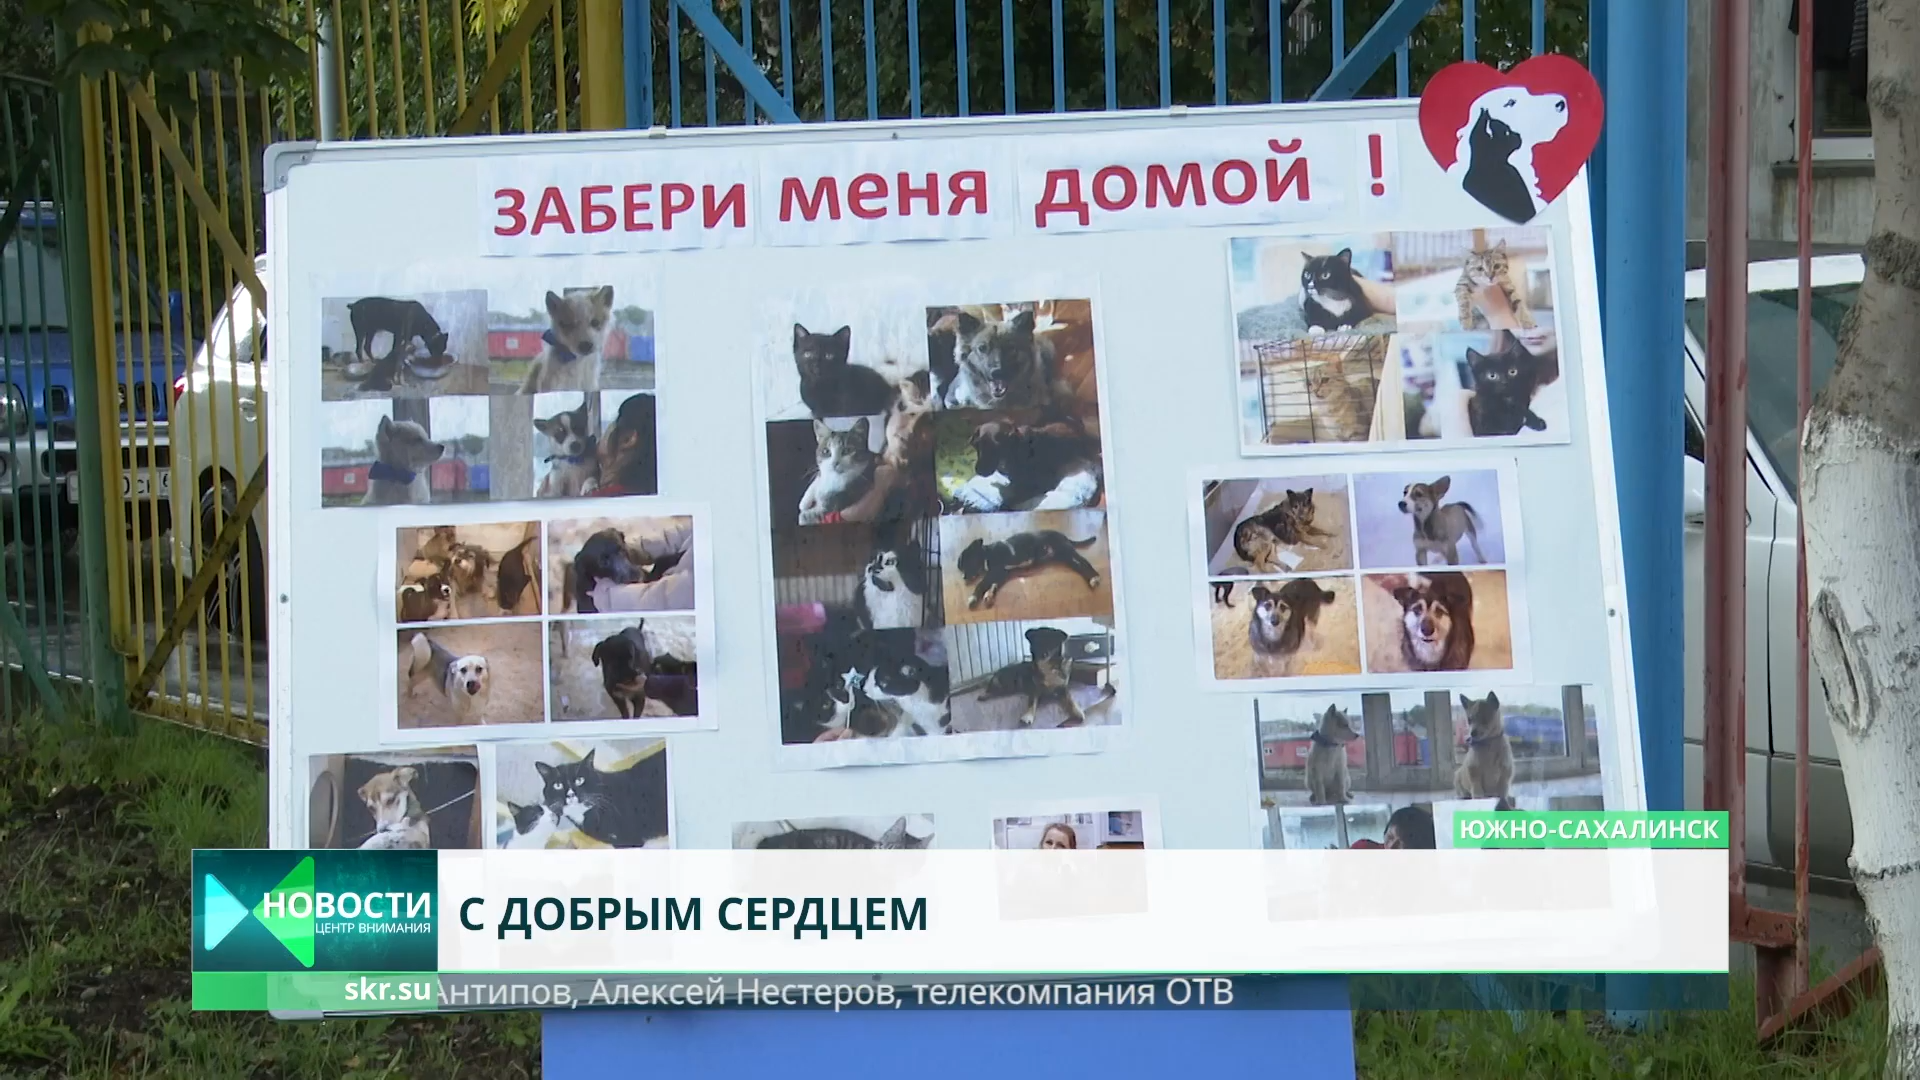 ЗАБЕРИ меня домой !
ЮЖНО-САХАЛИНСК
НОВОСТИ
ЦЕНТР ВНИМАНИЯ
С ДОБРЫМ СЕРДЦЕМ
skr.su
Антипов, Алексей Нестеров, телекомпания ОТВ